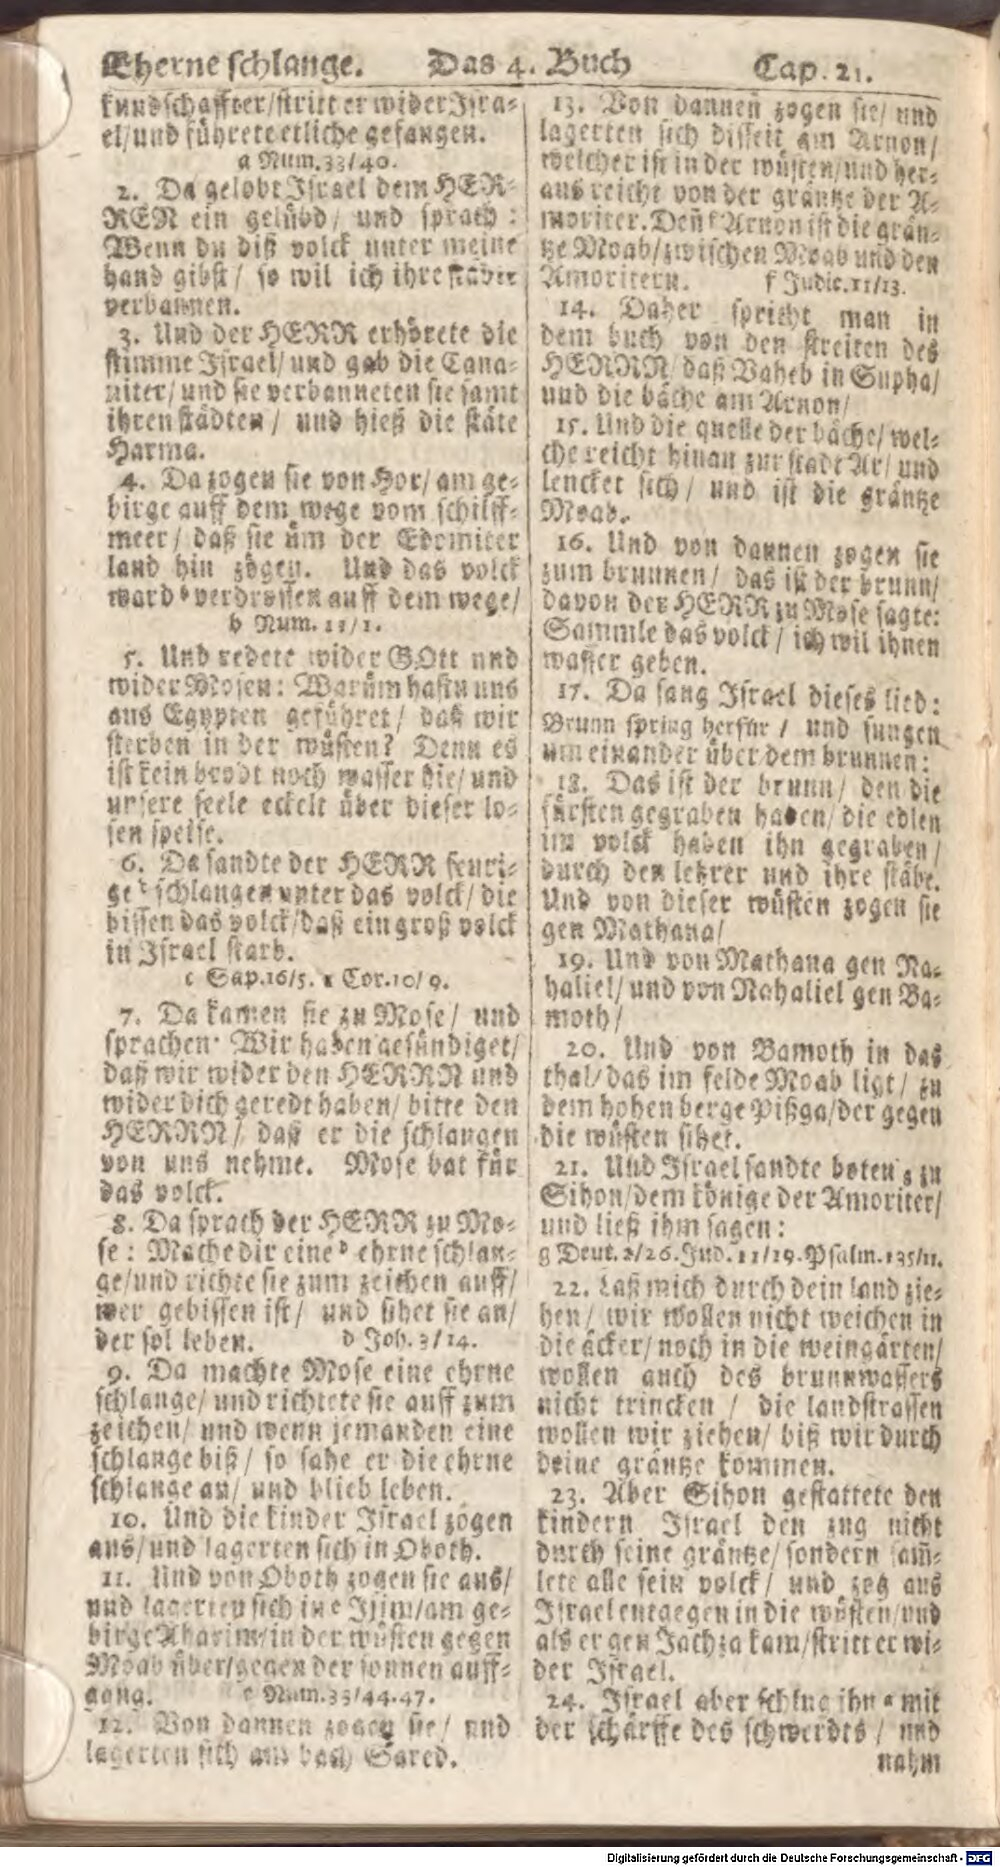 Eherne schlange. Das 4. Buch Cap. 21.
kundschaffter/stritt er wider Isra-
el/und führete etliche gefangen.
a Num. 33/40.
2. Da gelobt Israel dem HER-
REN ein gelübd/ und sprach:
Wenn du diß volck unter meine
hand gibst/ so wil ich ihre städte
verbannen.
3. Und der HERR erhörete die
stimme Israel/ und gab die Cana-
niter/ und sie verbanneten sie samt
ihren städten/ und hieß die stäte
Harma.
4. Da zogen sie von Hor/ am ge-
birge auff dem wege vom schilff-
meer/ daß sie üm der Edomiter
land hin zögen. Und das volck
ward b verdrossen auff dem wege/
b Num. 11/1.
5. Und redete wider GOtt und
wider Mosen: Warüm hastu uns
aus Egypten geführet/ daß wir
sterben in der wüsten? Denn es
ist kein brodt noch wasser hie/ und
unsere seele eckelt über dieser lo-
sen speise.
6. Da sandte der HERR feuri-
ge c schlangen unter das volck/ die
bissen das volck/daß ein groß volck
in Israel starb.
c Sap. 16/5. 1 Cor. 10/9.
7. Da kamen sie zu Mose/ und
sprachen: Wir haben gesündiget/
daß wir wider den HERRN und
wider dich geredt haben/ bitte den
HERRN/ daß er die schlangen
von uns nehme. Mose bat für
das volck.
8. Da sprach der HERR zu Mo-
se: Mache dir eine d ehrne schlan-
ge/und richte sie zum zeichen auff/
wer gebissen ist/ und sihet sie an/
der sol leben. d Joh. 3/14.
9. Da machte Mose eine ehrne
schlange/ und richtete sie auff zum
zeichen/ und wenn jemanden eine
schlange biß/ so sahe er die ehrne
schlange an/ und blieb leben.
10. Und die kinder Israel zogen
aus/und lagerten sich in Oboth.
11. Und von Oboth zogen sie aus/
und lagerten sich in e Ijim/am ge-
birge Abarim/in der wüsten gegen
Moab über/gegen der sonnen auff-
gang. e Num. 33/44.47.
12. Von dannen zogen sie/ und
lagerten sich am bach Sared.
13. Von dannen zogen sie/ und
lagerten sich disseit am Arnon/
welcher ist in der wüsten/und her-
aus reicht von der gräntze der A-
moriter. Deñ f Arnon ist die grän-
tze Moab/zwischen Moab und den
Amoritern. f Judic. 11/13.
14. Daher spricht man in
dem buch von den streiten des
HERRN/ daß Vaheb in Supha/
und die bäche am Arnon/
15. Und die quelle der bäche/ wel-
che reicht hinan zur stadt Ar/ und
lencket sich/ und ist die gräntze
Moab.
16. Und von dannen zogen sie
zum brunnen/ das ist der brunn/
davon der HERR zu Mose sagte:
Sammle das volck/ ich wil ihnen
wasser geben.
17. Da sang Israel dieses lied:
Brunn spring herfür/ und sungen
um einander über dem brunnen:
18. Das ist der brunn/ den die
fürsten gegraben haben/ die edlen
im volck haben ihn gegraben/
durch den lehrer und ihre stäbe.
Und von dieser wüsten zogen sie
gen Mathana/
19. Und von Mathana gen Na-
haliel/ und von Nahaliel gen Ba-
moth/
20. Und von Bamoth in das
thal/das im felde Moab ligt/ zu
dem hohen berge Pißga/der gegen
die wüsten sihet.
21. Und Israel sandte boten g zu
Sihon/dem könige der Amoriter/
und ließ ihm sagen:
g Deut. 2/26. Jud. 11/19. Psalm. 135/11.
22. Laß mich durch dein land zie-
hen/ wir wollen nicht weichen in
die äcker/ noch in die weingärten/
wollen auch des brunnwassers
nicht trincken/ die landstrassen
wollen wir ziehen/ biß wir durch
deine gräntze kommen.
23. Aber Sihon gestattete den
kindern Israel den zug nicht
durch seine gräntze/ sondern sam̃-
lete alle sein volck/ und zog aus
Israel entgegen in die wüsten/und
als er gen Jachza kam/stritt er wi-
der Israel.
24. Israel aber schlug ihn a mit
der schärffe des schwerdts/ und
nahm
Digitalisierung gefördert durch die Deutsche Forschungsgemeinschaft - DFG